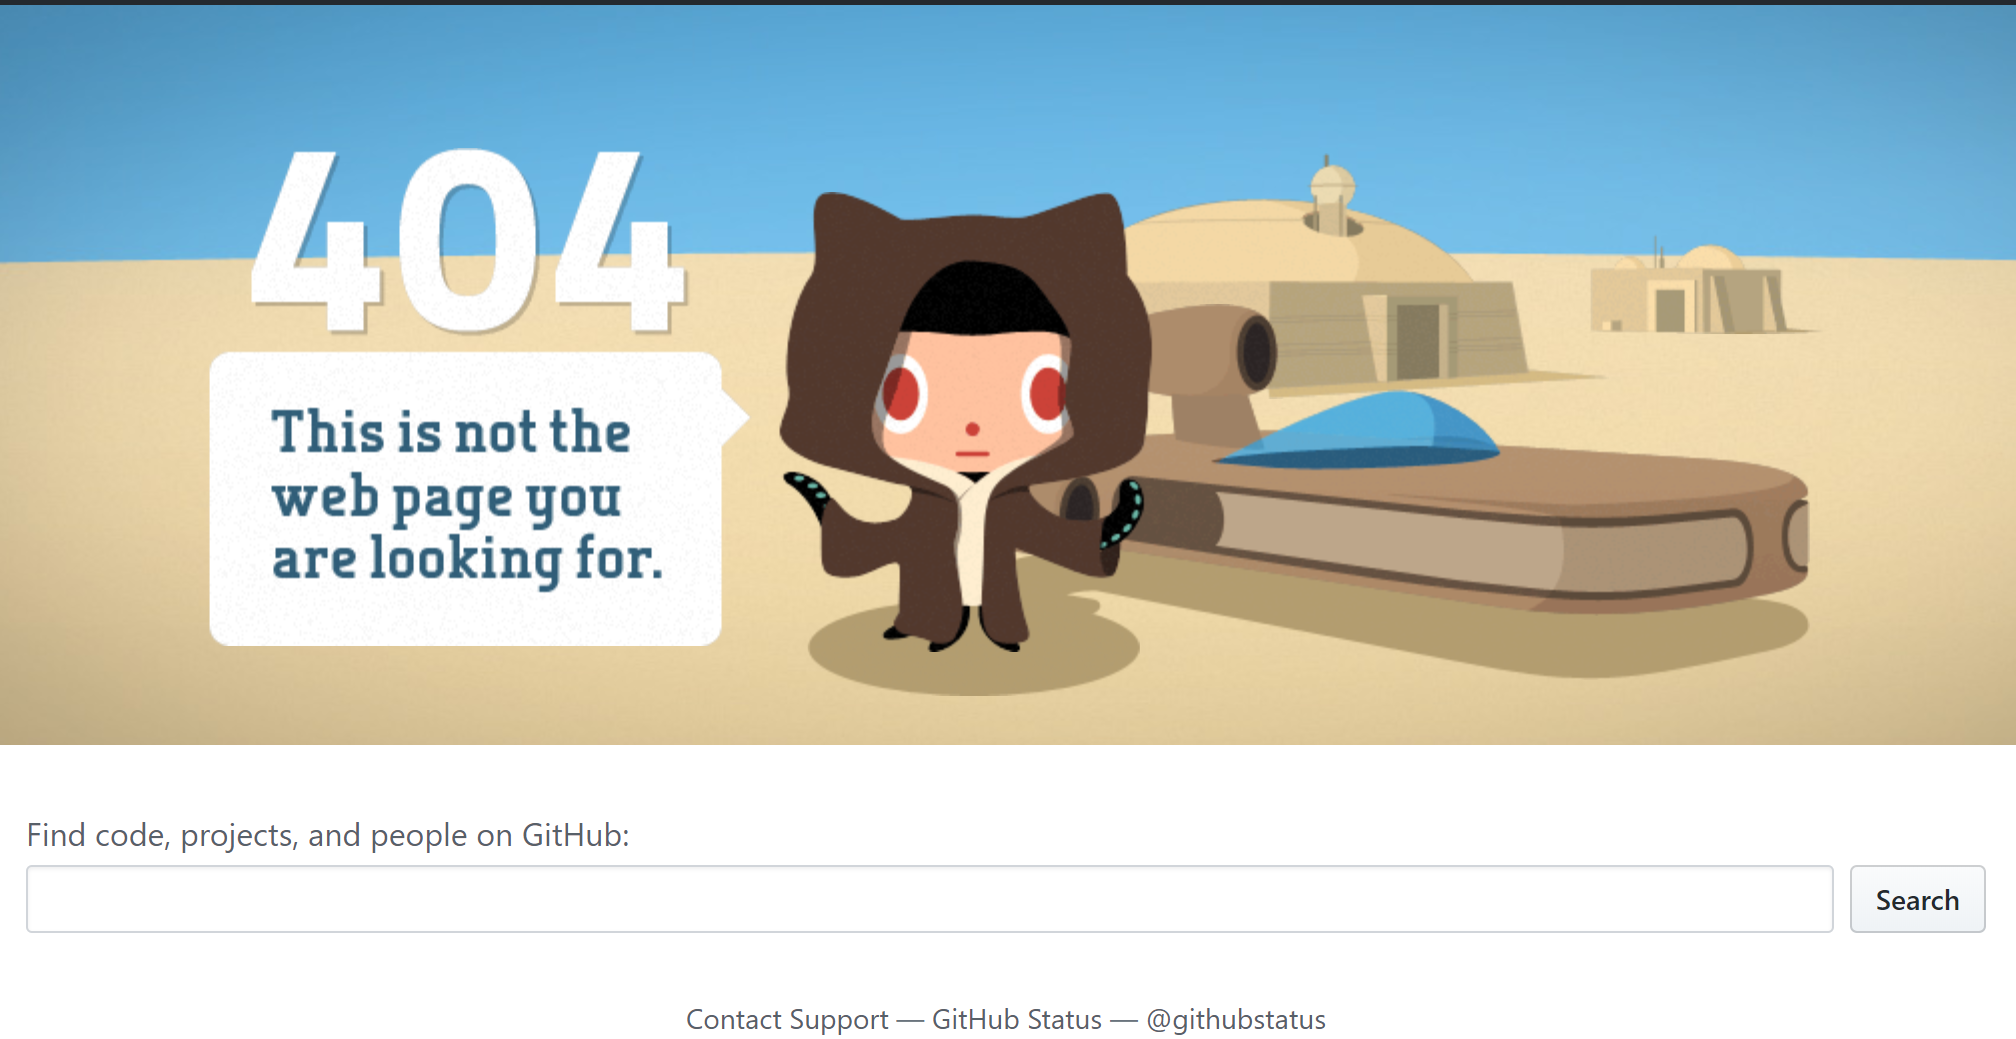 404
This is not the
web page you
are looking for.
Find code, projects, and people on GitHub:
Search
Contact Support — GitHub Status — @githubstatus